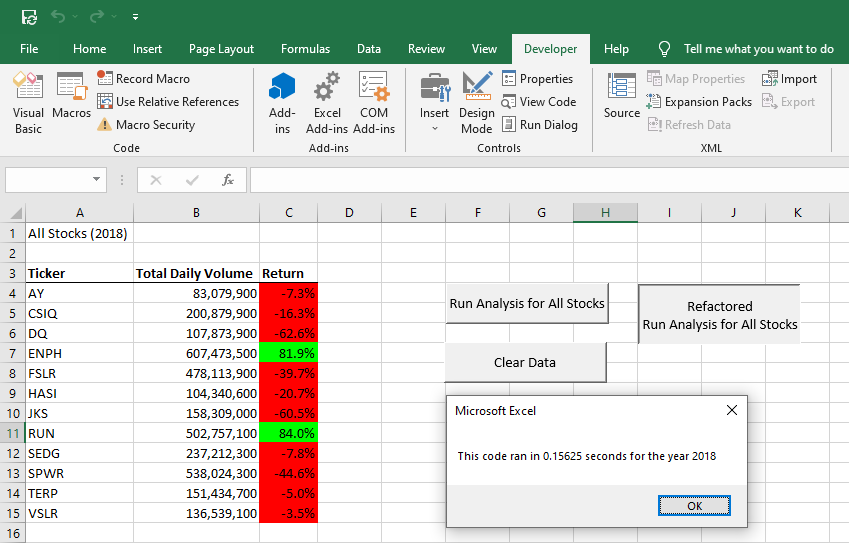 File Home Insert Page Layout Formulas Data Review View Developer Help Tell me what you want to do
Visual Basic
Macros
Record Macro
Use Relative References
Macro Security
Code
Add-ins
Excel Add-ins
COM Add-ins
Add-ins
Insert
Design Mode
Properties
View Code
Run Dialog
Controls
Source
Map Properties
Expansion Packs
Refresh Data
Import
Export
XML
fx
A B C D E F G H I J K
1 All Stocks (2018)
2
3 Ticker Total Daily Volume Return
4 AY 83,079,900 -7.3%
5 CSIQ 200,879,900 -16.3%
6 DQ 107,873,900 -62.6%
7 ENPH 607,473,500 81.9%
8 FSLR 478,113,900 -39.7%
9 HASI 104,340,600 -20.7%
10 JKS 158,309,000 -60.5%
11 RUN 502,757,100 84.0%
12 SEDG 237,212,300 -7.8%
13 SPWR 538,024,300 -44.6%
14 TERP 151,434,700 -5.0%
15 VSLR 136,539,100 -3.5%
16
Run Analysis for All Stocks
Refactored
Run Analysis for All Stocks
Clear Data
Microsoft Excel
This code ran in 0.15625 seconds for the year 2018
OK